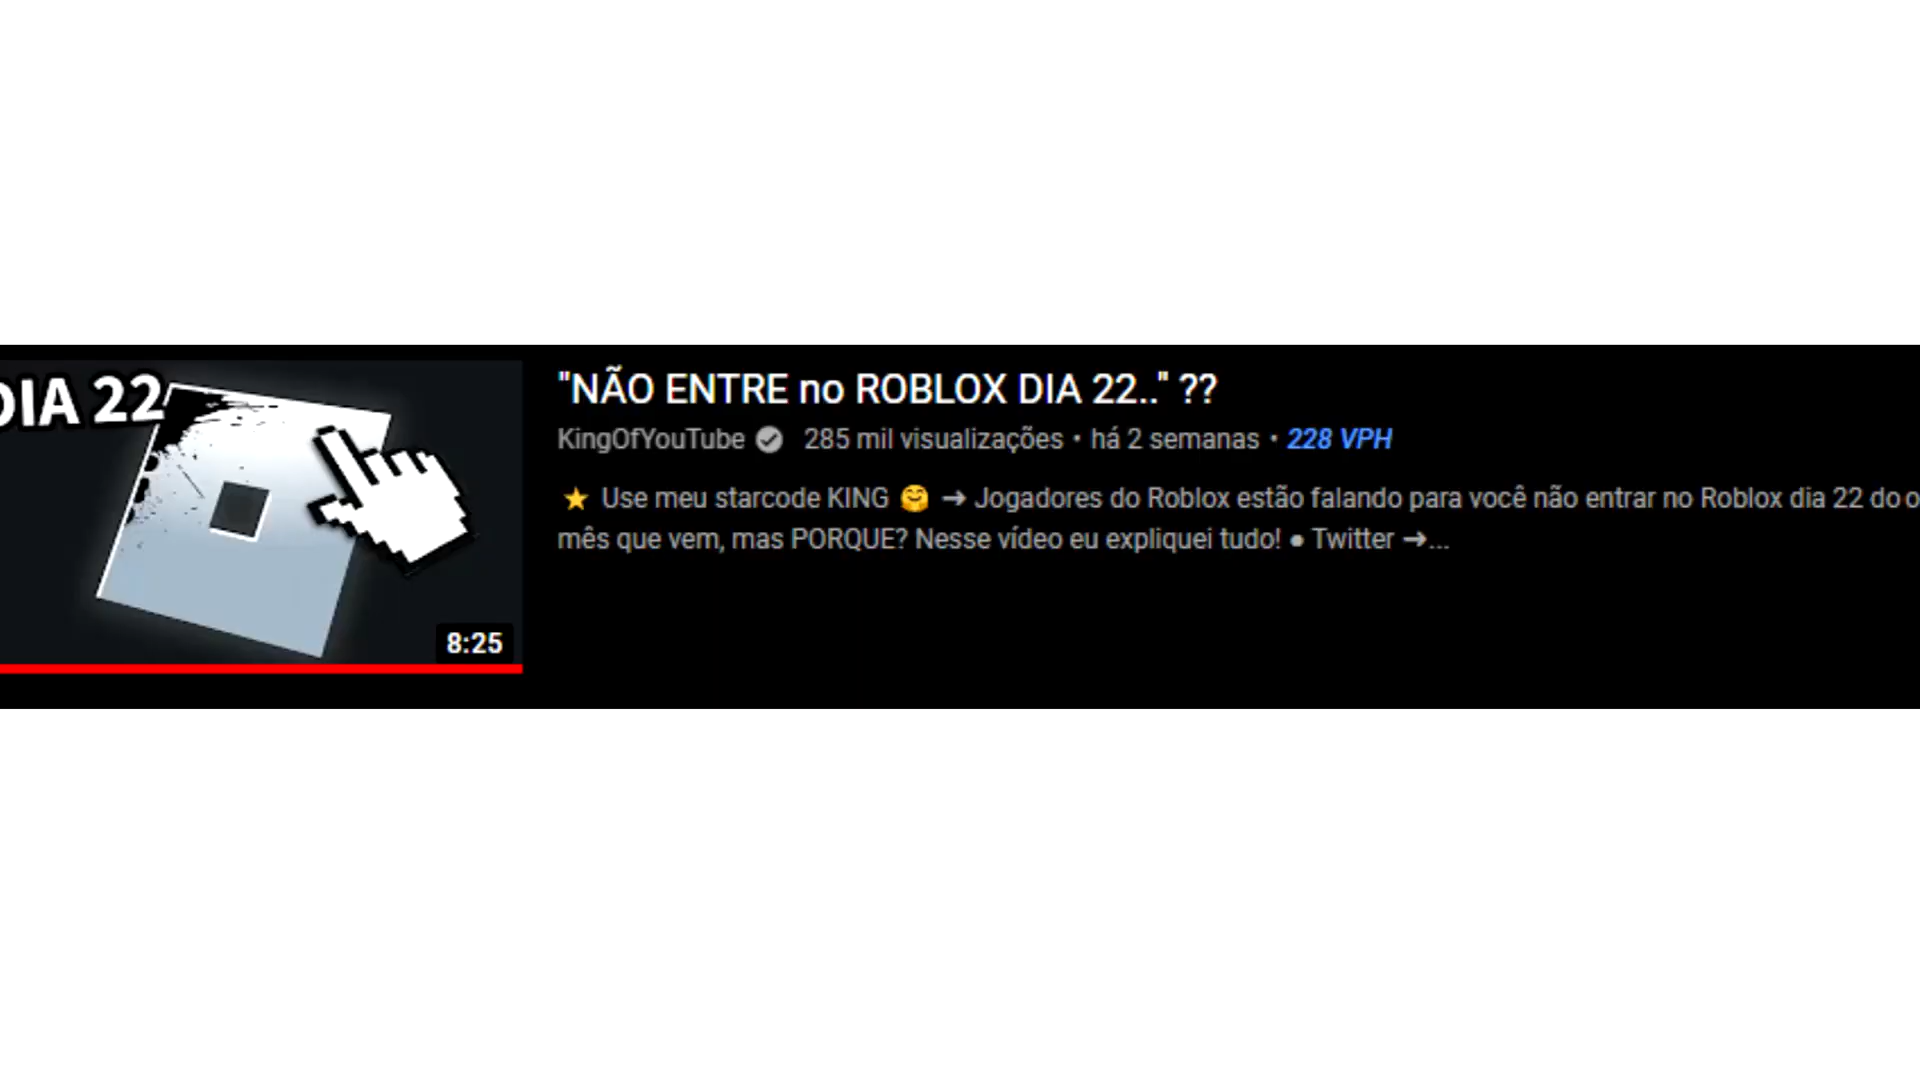 DIA 22
8:25
"NÃO ENTRE no ROBLOX DIA 22.." ??
KingOfYouTube 285 mil visualizações • há 2 semanas • 228 VPH
⭐ Use meu starcode KING 🤗 ➞ Jogadores do Roblox estão falando para você não entrar no Roblox dia 22 do o
mês que vem, mas PORQUE? Nesse vídeo eu expliquei tudo! ● Twitter ➞...